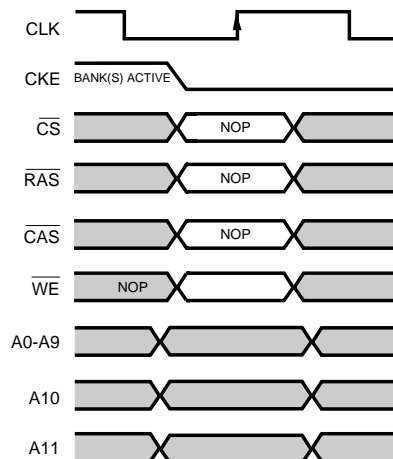 CLK
CKE BANK(S) ACTIVE
CS NOP
RAS NOP
CAS NOP
WE NOP
A0-A9
A10
A11